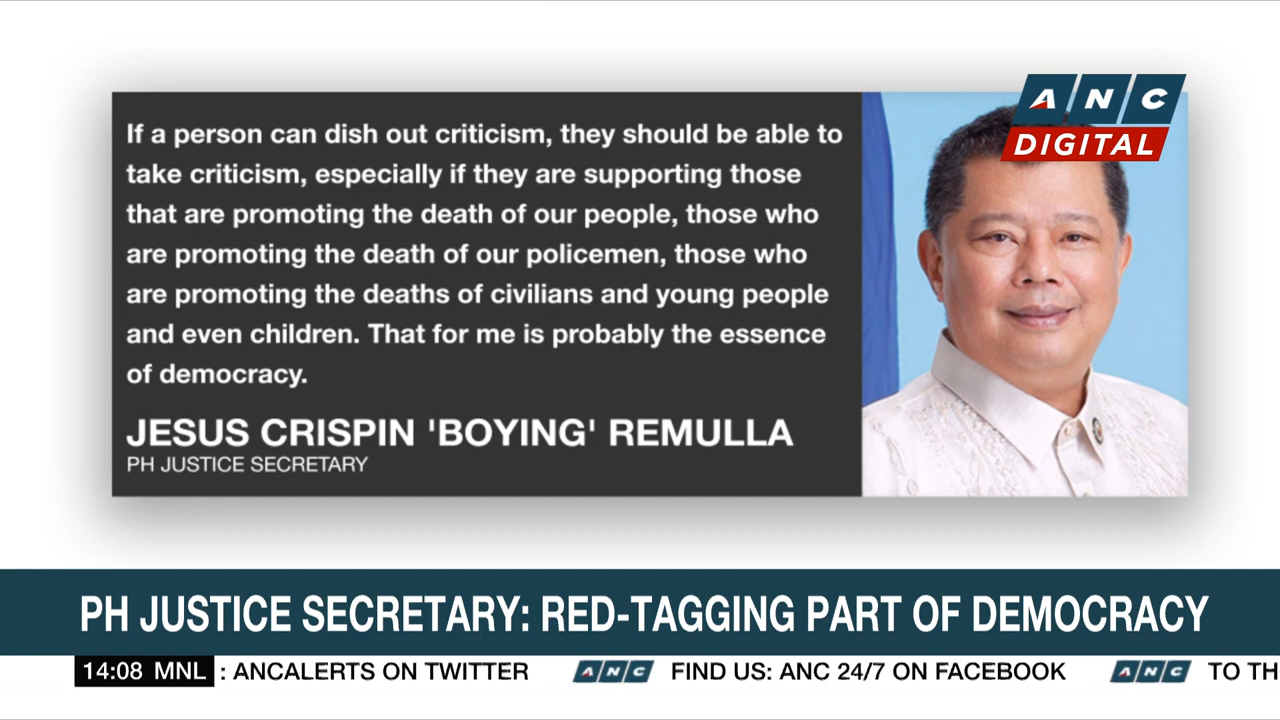 ANC
DIGITAL
If a person can dish out criticism, they should be able to
take criticism, especially if they are supporting those
that are promoting the death of our people, those who
are promoting the death of our policemen, those who
are promoting the deaths of civilians and young people
and even children. That for me is probably the essence
of democracy.
JESUS CRISPIN 'BOYING' REMULLA
PH JUSTICE SECRETARY
PH JUSTICE SECRETARY: RED-TAGGING PART OF DEMOCRACY
14:08 MNL : ANCALERTS ON TWITTER ANC FIND US: ANC 24/7 ON FACEBOOK ANC TO TH